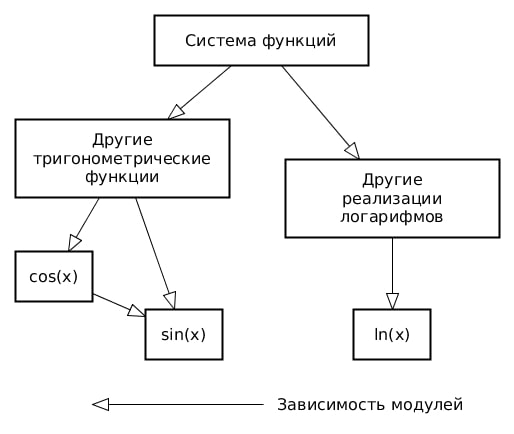 Система функций
Другие
тригонометрические
функции
Другие
реализации
логарифмов
cos(x)
sin(x)
ln(x)
Зависимость модулей